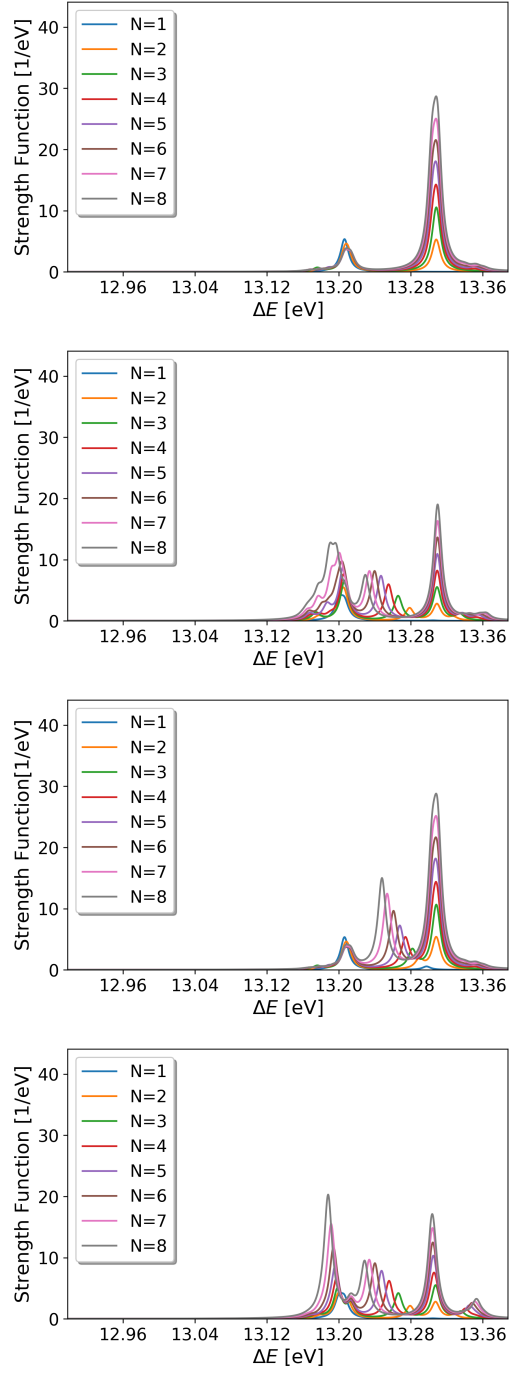 40
30
20
10
0
Strength Function [1/eV]
N=1
N=2
N=3
N=4
N=5
N=6
N=7
N=8
12.96 13.04 13.12 13.20 13.28 13.36
ΔE [eV]
40
30
20
10
0
Strength Function [1/eV]
N=1
N=2
N=3
N=4
N=5
N=6
N=7
N=8
12.96 13.04 13.12 13.20 13.28 13.36
ΔE [eV]
40
30
20
10
0
Strength Function[1/eV]
N=1
N=2
N=3
N=4
N=5
N=6
N=7
N=8
12.96 13.04 13.12 13.20 13.28 13.36
ΔE [eV]
40
30
20
10
0
Strength Function [1/eV]
N=1
N=2
N=3
N=4
N=5
N=6
N=7
N=8
12.96 13.04 13.12 13.20 13.28 13.36
ΔE [eV]